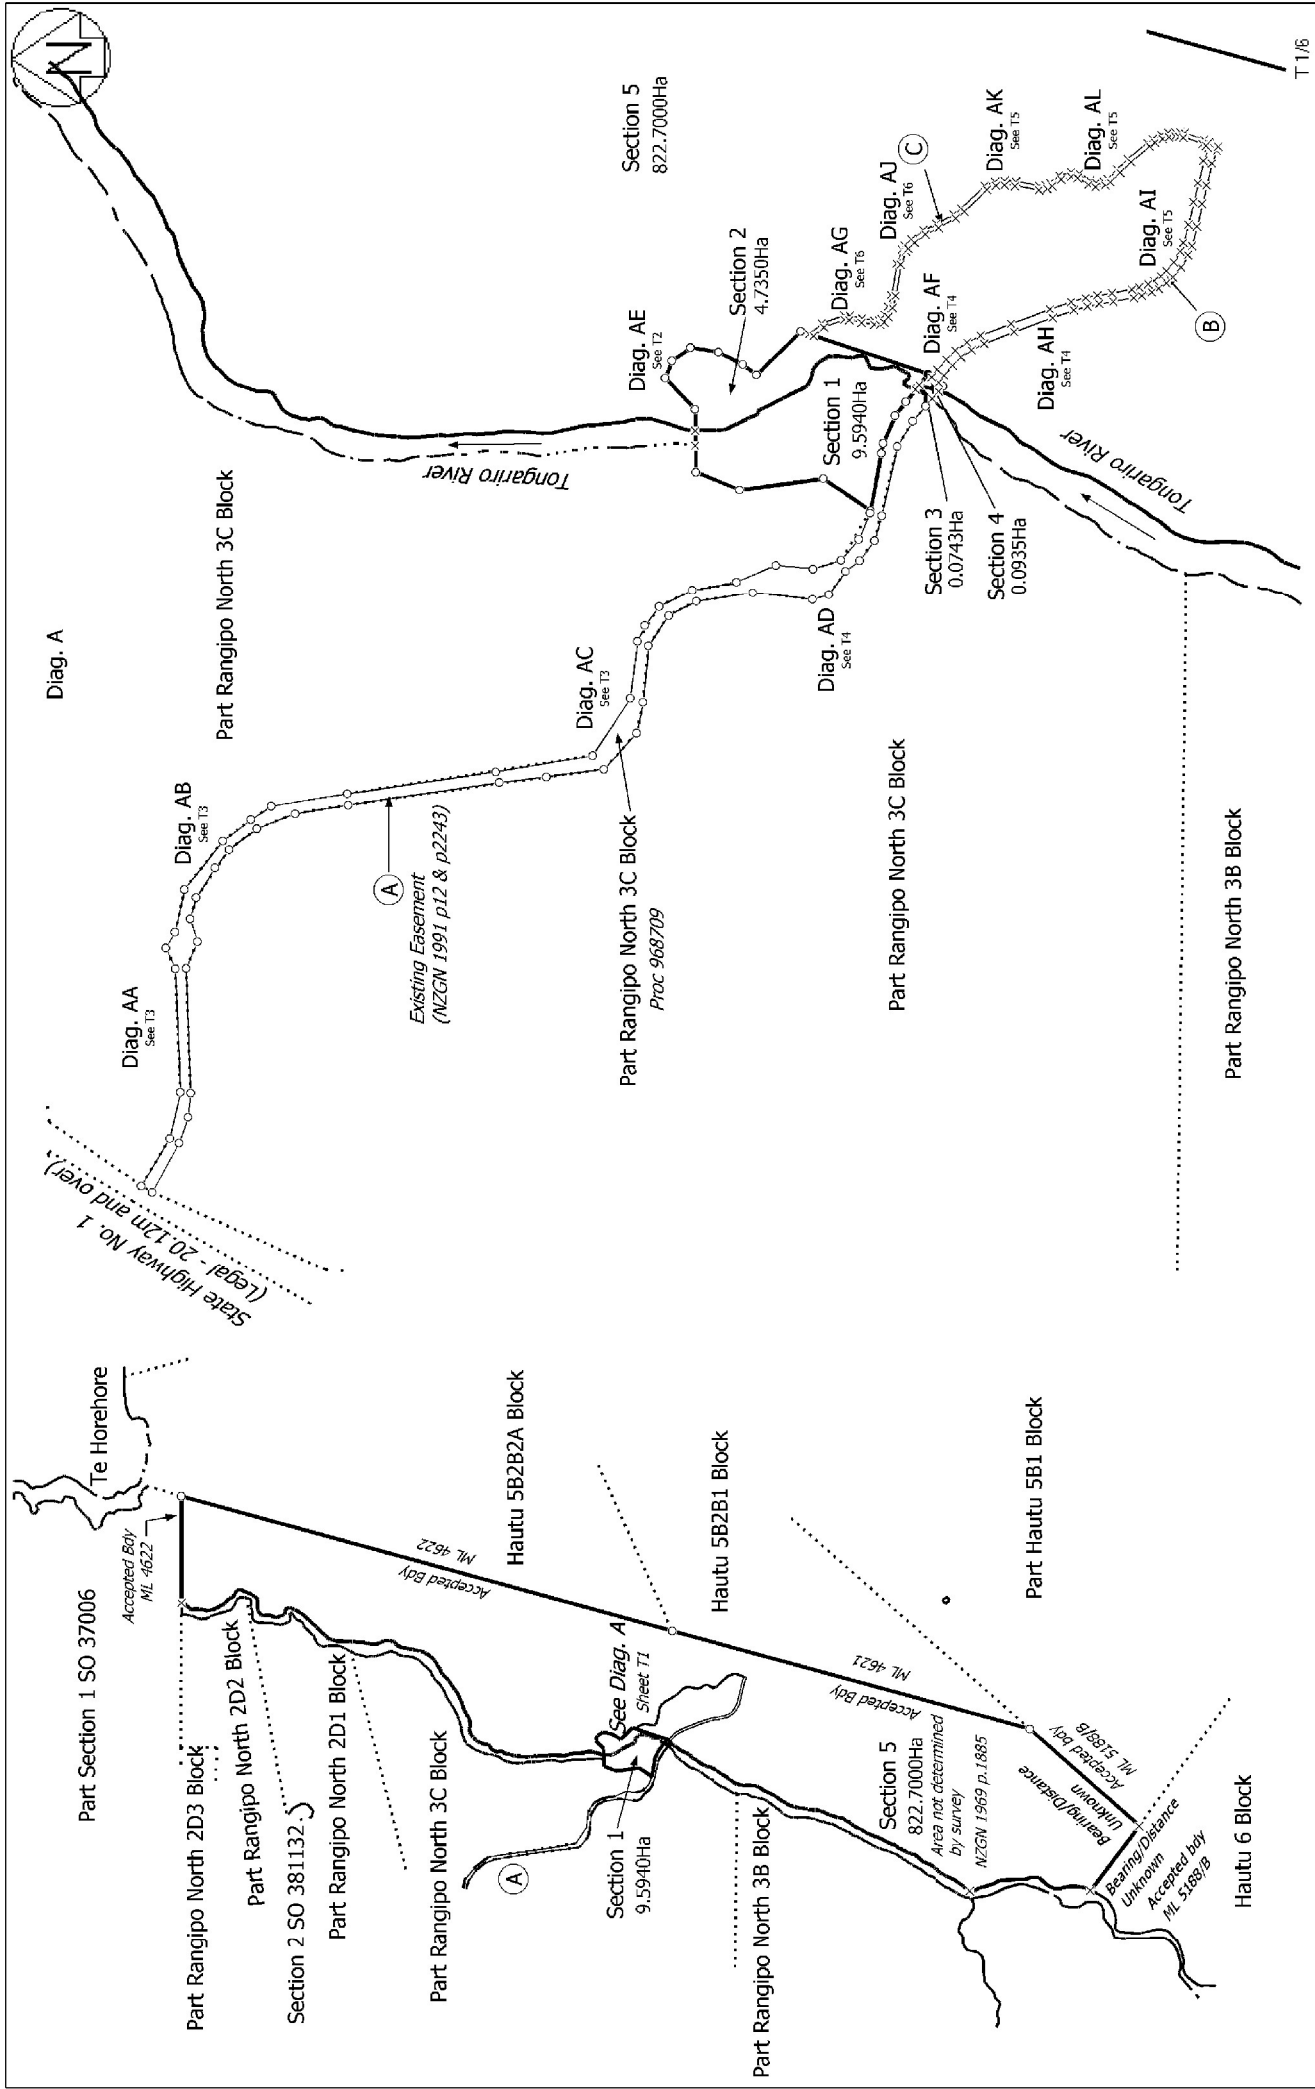 Part Section 1 SO 37006
Te Horehore
Accepted Bdy
ML 4622
Part Rangipo North 2D3 Block
Part Rangipo North 2D2 Block
Section 2 SO 381132
Part Rangipo North 2D1 Block
Accepted Bdy
ML 4622
Hautu 5B2B2A Block
Part Rangipo North 3C Block
A
See Diag. A
Sheet T1
Section 1
9.5940Ha
Hautu 5B2B1 Block
Part Rangipo North 3B Block
Accepted Bdy
ML 4621
Section 5
822.7000Ha
Area not determined
by survey
NZGN 1969 p.1885
Part Hautu 5B1 Block
Bearing/Distance
Unknown
Accepted bdy
ML 5188/B
Bearing/Distance
Unknown
Accepted bdy
ML 5188/B
Hautu 6 Block
Diag. A
N
State Highway No. 1
(Legal - 20.12m and over)
Diag. AA
See T3
Diag. AB
See T3
Part Rangipo North 3C Block
A
Existing Easement
(NZGN 1991 p12 & p2243)
Tongariro River
Diag. AC
See T3
Part Rangipo North 3C Block
Proc 968709
Diag. AE
See T2
Section 5
822.7000Ha
Section 2
4.7350Ha
Diag. AD
See T4
Section 1
9.5940Ha
Diag. AG
See T6
Diag. AJ
See T6
C
Part Rangipo North 3C Block
Section 3
0.0743Ha
Section 4
0.0935Ha
Diag. AF
See T4
Diag. AK
See T5
Diag. AH
See T4
Diag. AL
See T5
Tongariro River
Diag. AI
See T5
B
Part Rangipo North 3B Block
T 1/6